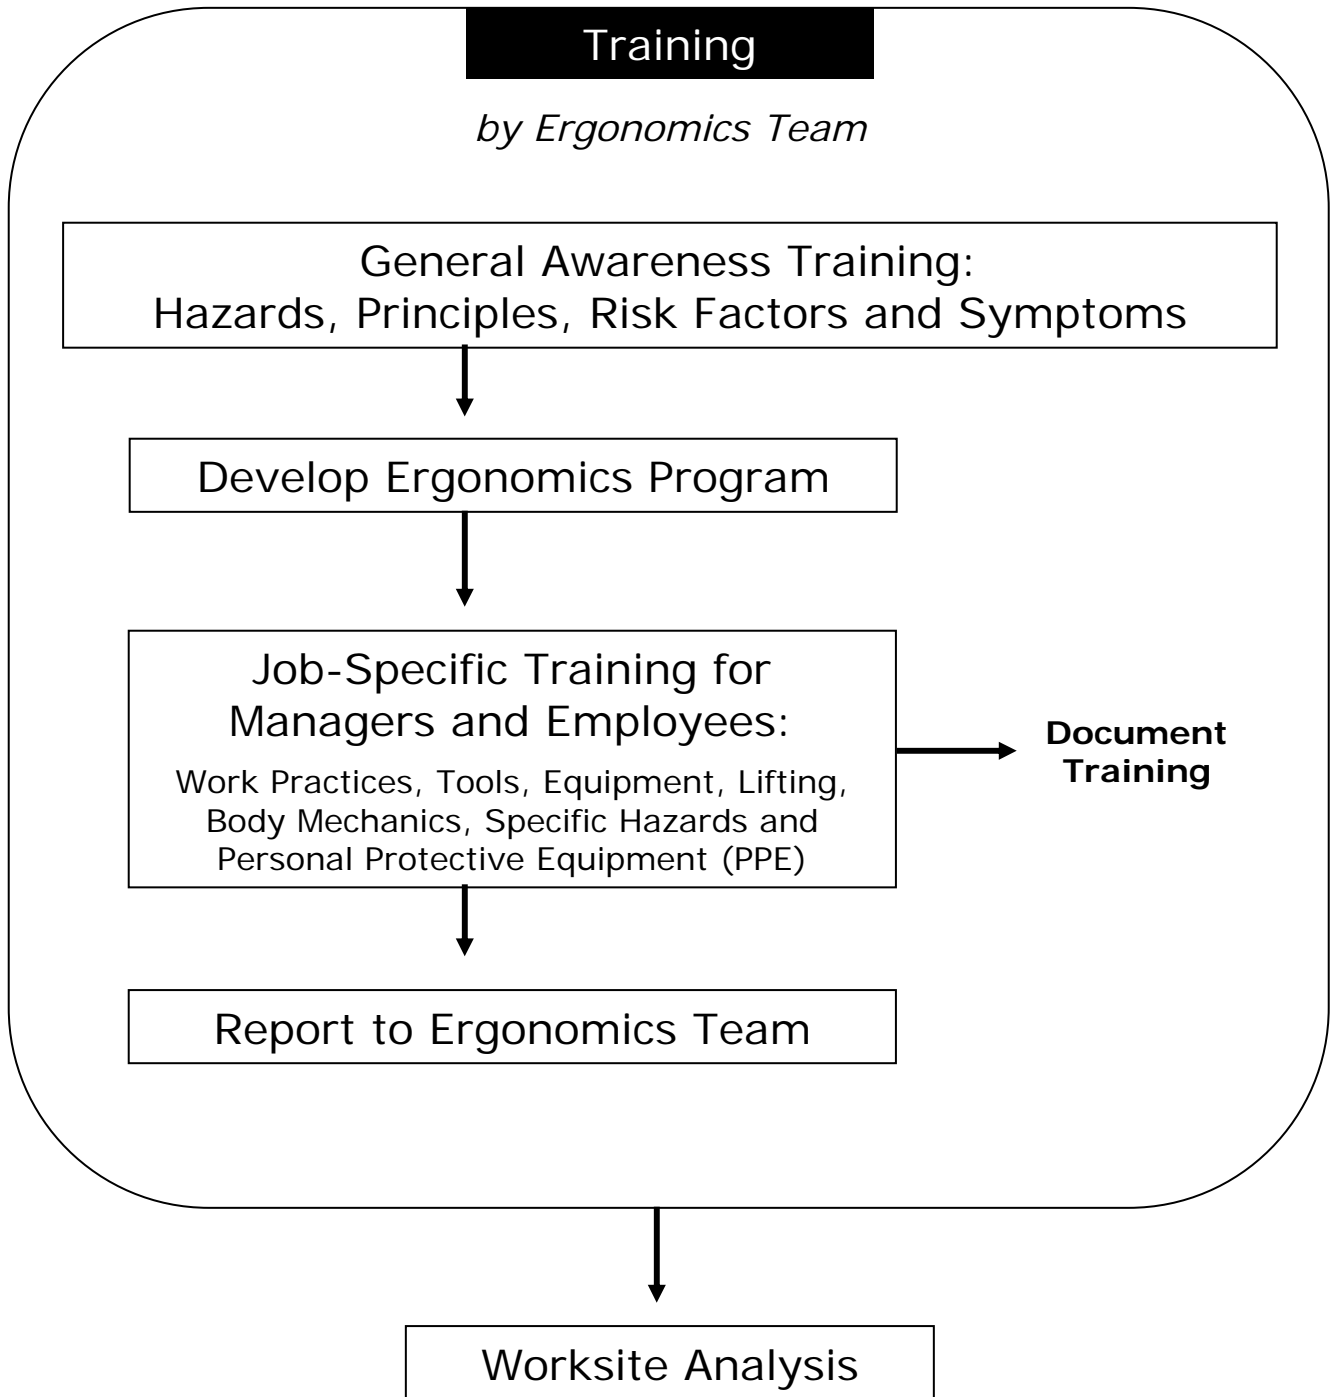 Training
by Ergonomics Team
General Awareness Training:
Hazards, Principles, Risk Factors and Symptoms
Develop Ergonomics Program
Job-Specific Training for
Managers and Employees:
Work Practices, Tools, Equipment, Lifting,
Body Mechanics, Specific Hazards and
Personal Protective Equipment (PPE)
Document
Training
Report to Ergonomics Team
Worksite Analysis